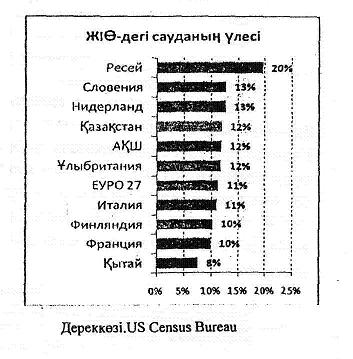 ЖІӨ-дегі сауданың үлесі
Ресей 20%
Словения 13%
Нидерланд 13%
Қазақстан 12%
АҚШ 12%
Ұлыбритания 12%
ЕУРО 27 11%
Италия 11%
Финляндия 10%
Франция 10%
Қытай 8%
0% 5% 10% 15% 20% 25%
Дереккөзі.US Census Bureau